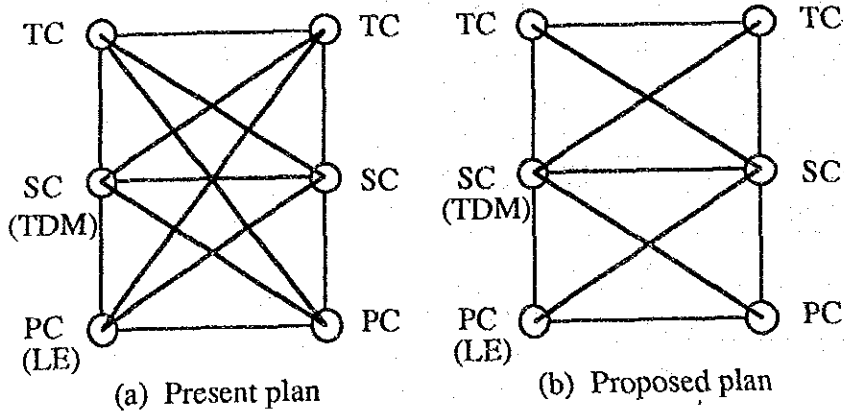 TC TC
SC SC
(TDM)
PC PC
(LE)
(a) Present plan
TC TC
SC SC
(TDM)
PC PC
(LE)
(b) Proposed plan